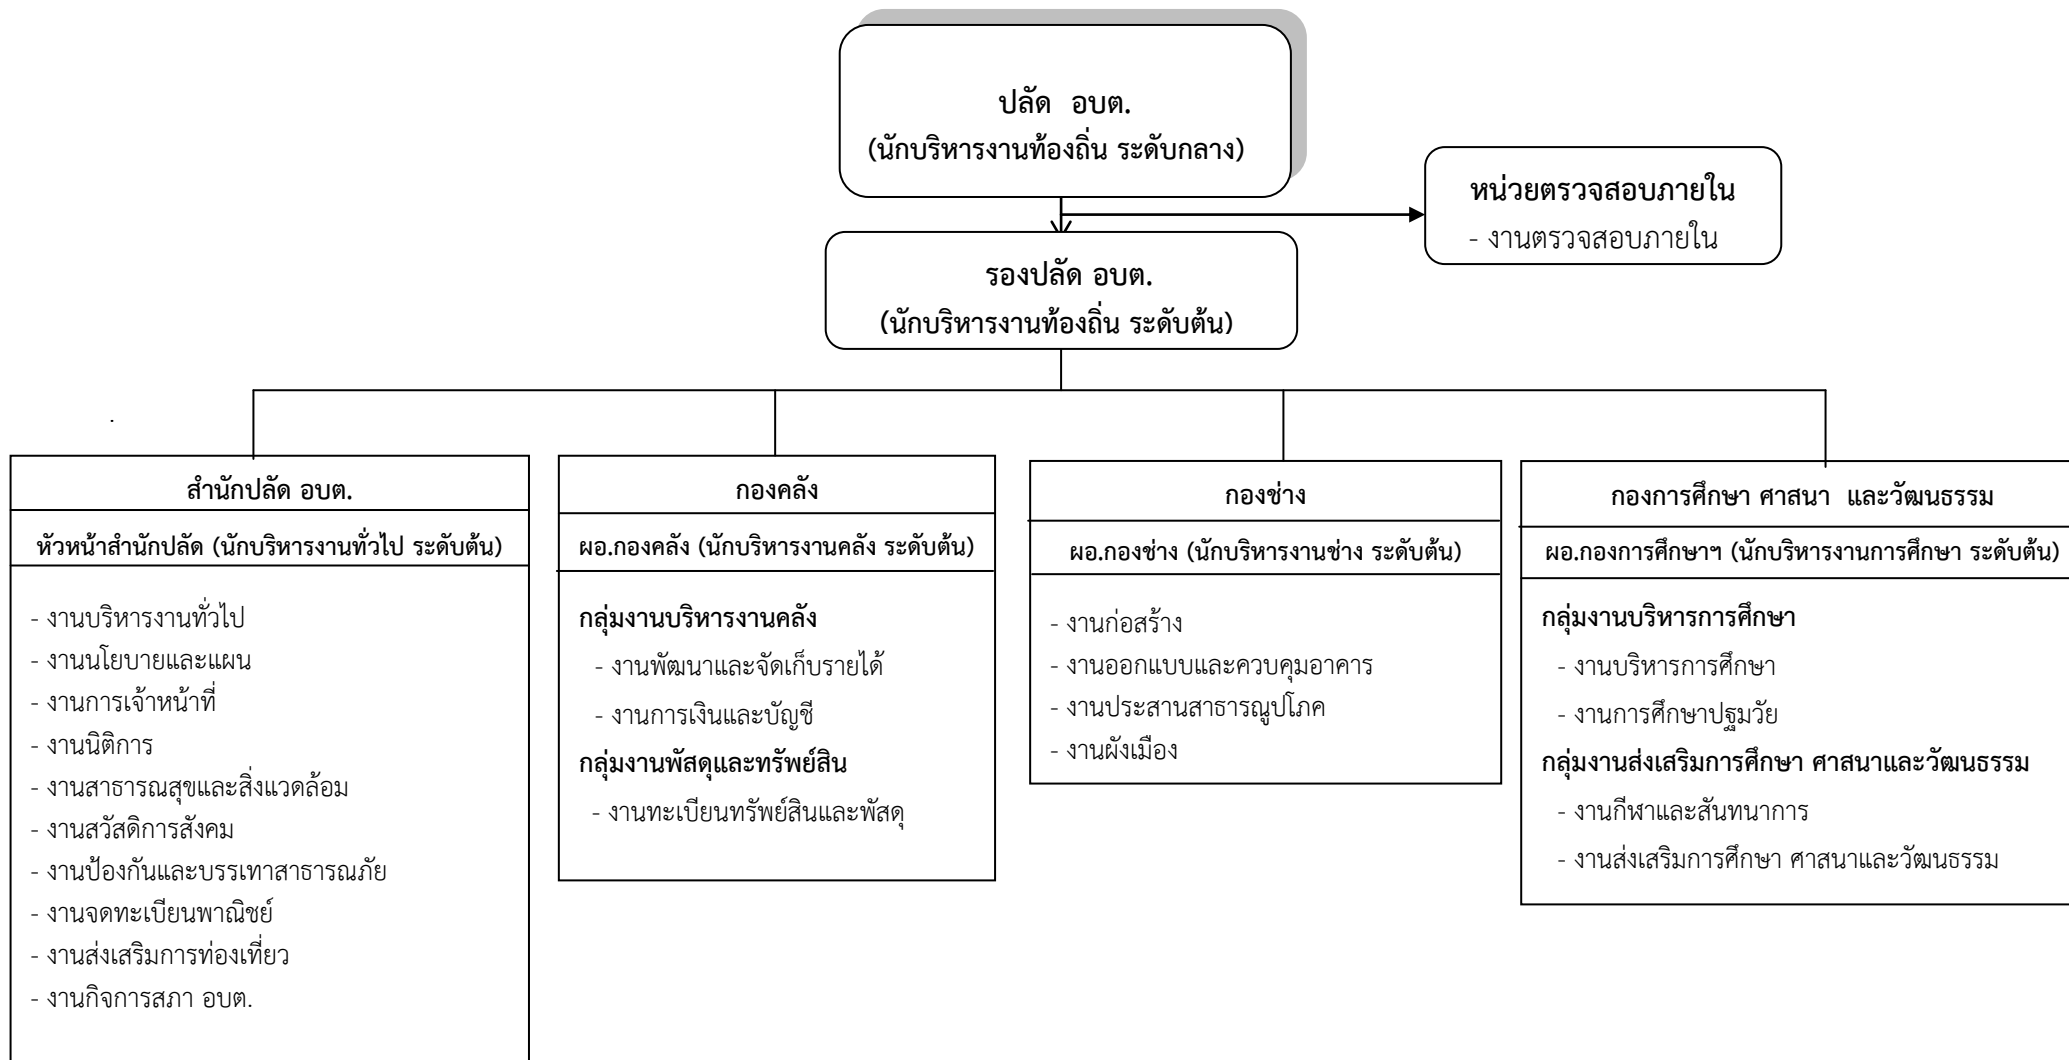 ปลัด  อบต.
(นักบริหารงานท้องถิ่น ระดับกลาง)
หน่วยตรวจสอบภายใน
- งานตรวจสอบภายใน
รองปลัด อบต.
(นักบริหารงานท้องถิ่น ระดับต้น)
สำนักปลัด อบต.
หัวหน้าสำนักปลัด (นักบริหารงานทั่วไป ระดับต้น)
- งานบริหารงานทั่วไป
- งานนโยบายและแผน
- งานการเจ้าหน้าที่
- งานนิติการ
- งานสาธารณสุขและสิ่งแวดล้อม
- งานสวัสดิการสังคม
- งานป้องกันและบรรเทาสาธารณภัย
- งานจดทะเบียนพาณิชย์
- งานส่งเสริมการท่องเที่ยว
- งานกิจการสภา อบต.
กองคลัง
ผอ.กองคลัง (นักบริหารงานคลัง ระดับต้น)
กลุ่มงานบริหารงานคลัง
- งานพัฒนาและจัดเก็บรายได้
- งานการเงินและบัญชี
กลุ่มงานพัสดุและทรัพย์สิน
- งานทะเบียนทรัพย์สินและพัสดุ
กองช่าง
ผอ.กองช่าง (นักบริหารงานช่าง ระดับต้น)
- งานก่อสร้าง
- งานออกแบบและควบคุมอาคาร
- งานประสานสาธารณูปโภค
- งานผังเมือง
กองการศึกษา ศาสนา  และวัฒนธรรม
ผอ.กองการศึกษาฯ (นักบริหารงานการศึกษา ระดับต้น)
กลุ่มงานบริหารการศึกษา
- งานบริหารการศึกษา
- งานการศึกษาปฐมวัย
กลุ่มงานส่งเสริมการศึกษา ศาสนาและวัฒนธรรม
- งานกีฬาและสันทนาการ
- งานส่งเสริมการศึกษา ศาสนาและวัฒนธรรม